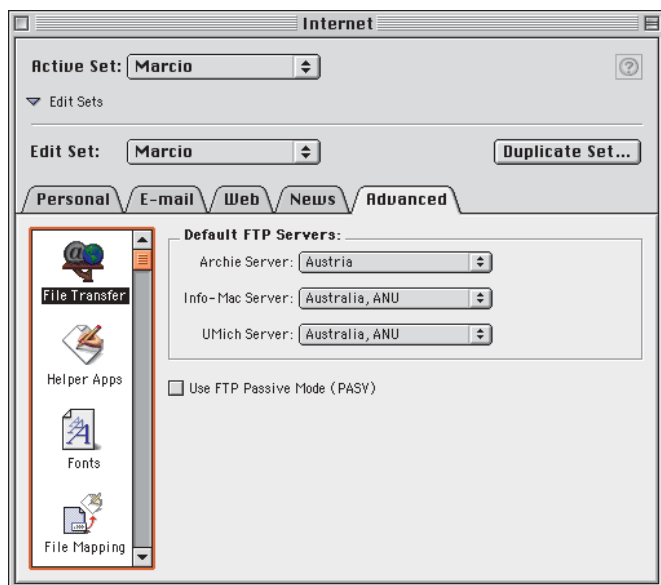 Internet
Active Set: Marcio
Edit Sets
Edit Set: Marcio
Duplicate Set...
Personal
E-mail
Web
News
Advanced
File Transfer
Helper Apps
Fonts
File Mapping
Default FTP Servers:
Archie Server: Austria
Info-Mac Server: Australia, ANU
UMich Server: Australia, ANU
Use FTP Passive Mode (PASV)